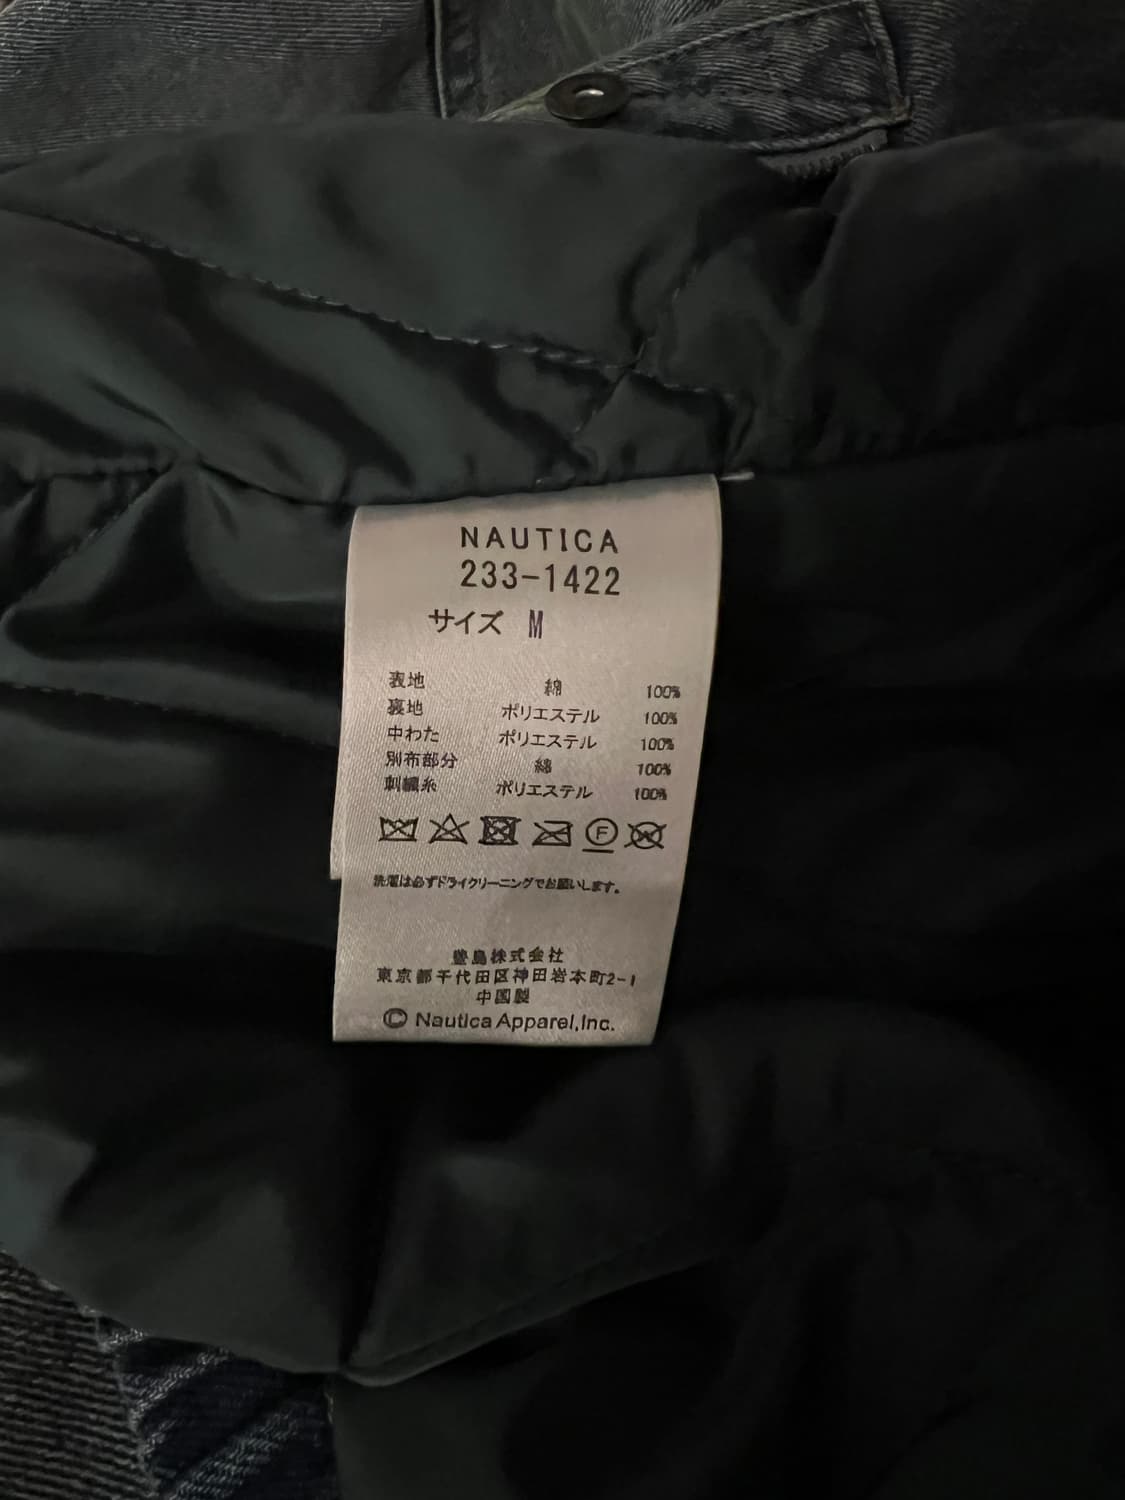 NAUTICA
233-1422
サイズ M
表地 綿 100%
裏地 ポリエステル 100%
中わた ポリエステル 100%
別布部分 綿 100%
刺繍糸 ポリエステル 100%
F
W
洗濯は必ずドライクリーニングでお願いします。
豊島株式会社
東京都千代田区神田岩本町2-1
中国製
© Nautica Apparel,Inc.